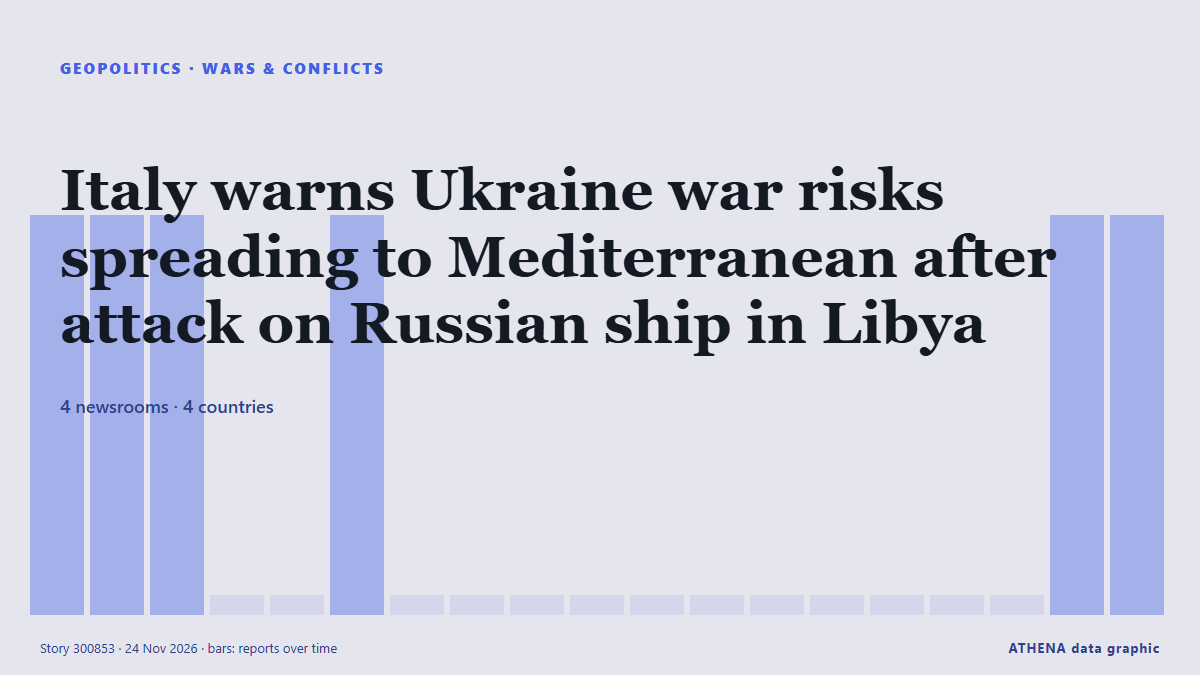 GEOPOLITICS · WARS & CONFLICTS
Italy warns Ukraine war risks
spreading to Mediterranean after
attack on Russian ship in Libya
4 newsrooms · 4 countries
Story 300853 · 24 Nov 2026 · bars: reports over time
ATHENA data graphic